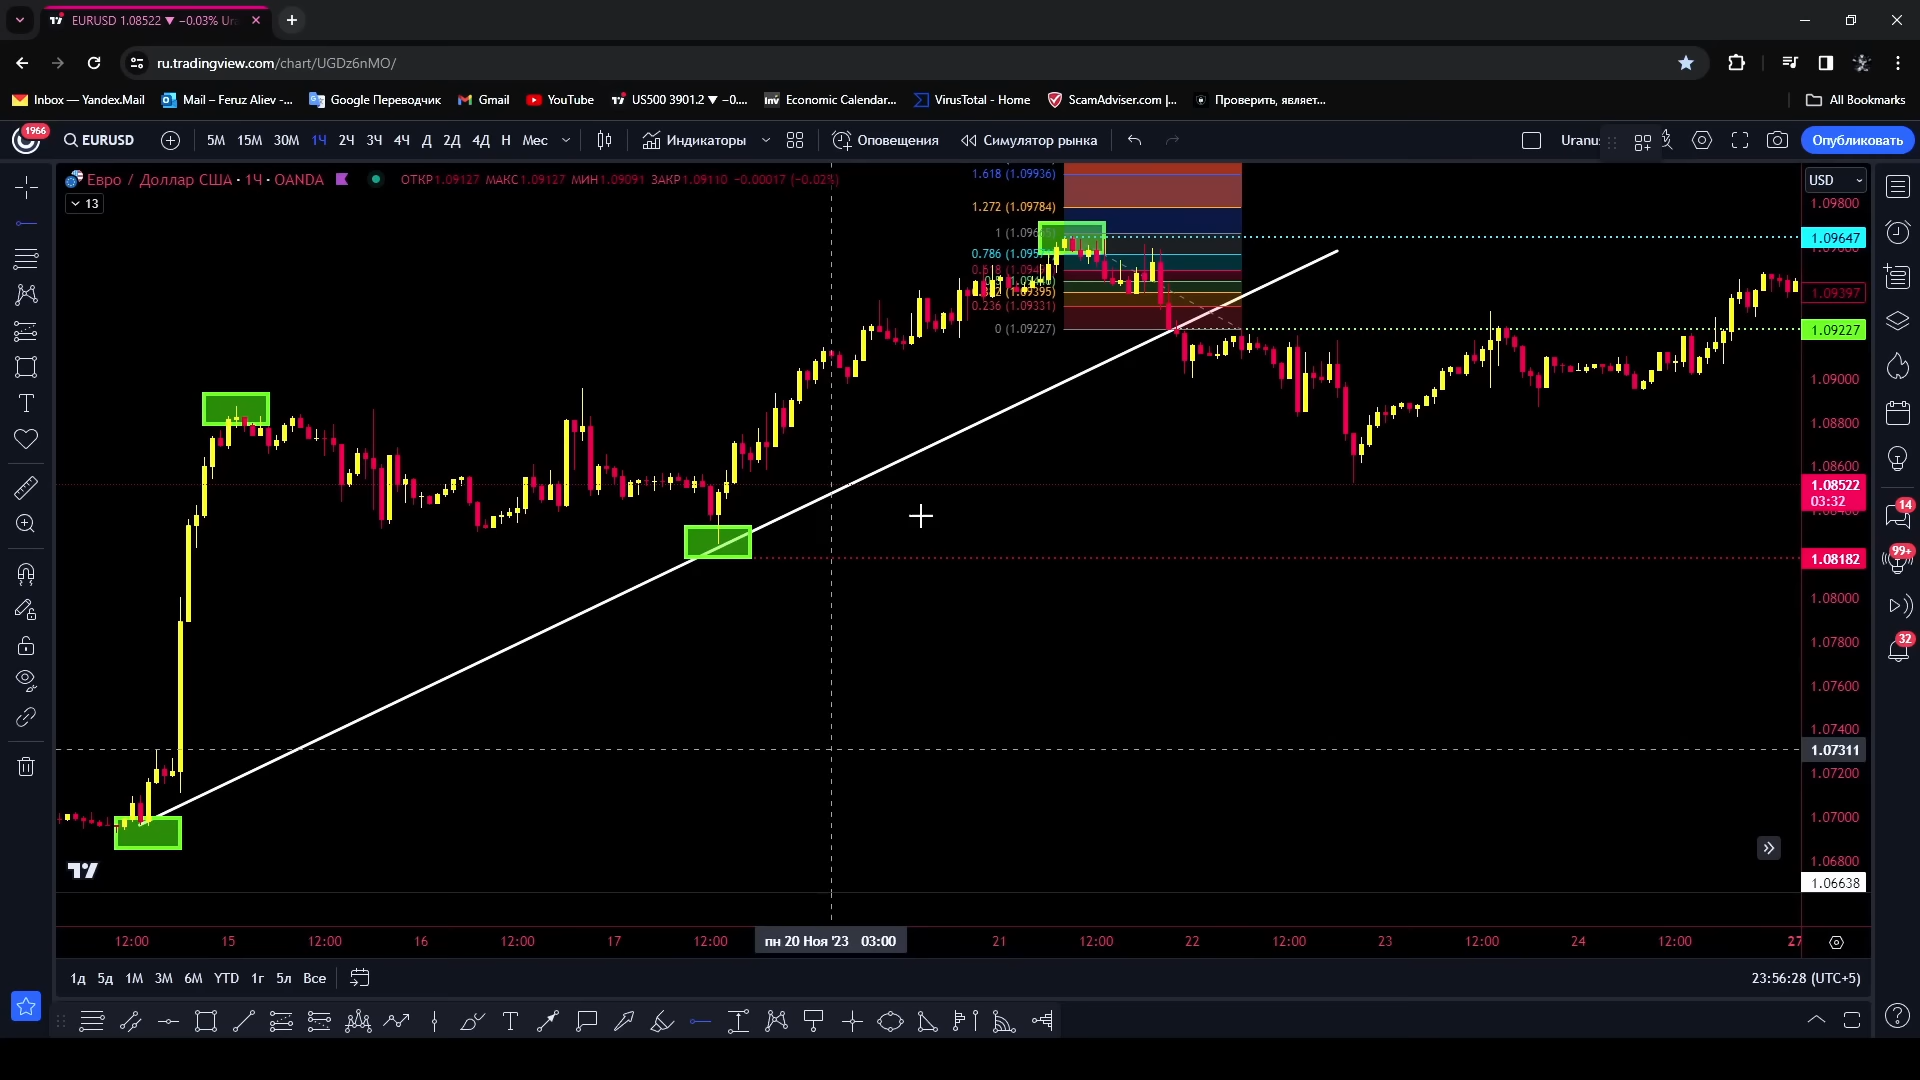 EURUSD 1.08522 ▼ −0.03% Ur
ru.tradingview.com/chart/UGDz6nMO/
Inbox — Yandex.Mail
Mail – Feruz Aliev -...
Google Переводчик
Gmail
YouTube
US500 3901.2 ▼ −0....
Economic Calendar...
VirusTotal - Home
ScamAdviser.com |...
Проверить, являет...
All Bookmarks
1966
EURUSD
5М 15М 30М 1Ч 2Ч 3Ч 4Ч Д 2Д 4Д Н Мес
Индикаторы
Оповещения
Симулятор рынка
Uranu
Опубликовать
Евро / Доллар США · 1Ч · OANDA
ОТКР1.09127 МАКС1.09127 МИН1.09091 ЗАКР1.09110 −0.00017 (−0.02%)
13
USD
1.618 (1.09936)
1.272 (1.09784)
0.786 (1.095
0.236 (1.09331)
0 (1.09227)
1.09800
1.09647
1.09397
1.09227
1.09000
1.08800
1.08600
1.08522
03:32
1.08182
1.08000
1.07800
1.07600
1.07400
1.07311
1.07200
1.07000
1.06800
1.06638
14
99+
32
12:00 15 12:00 16 12:00 17 12:00 пн 20 Ноя '23 03:00 21 12:00 22 12:00 23 12:00 24 12:00 27
1д 5д 1М 3М 6М YTD 1г 5л Все
23:56:28 (UTC+5)